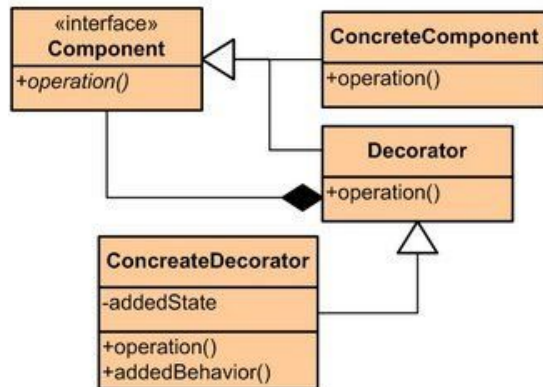 «interface»
Component
+operation()
ConcreteComponent
+operation()
Decorator
+operation()
ConcreateDecorator
-addedState
+operation()
+addedBehavior()